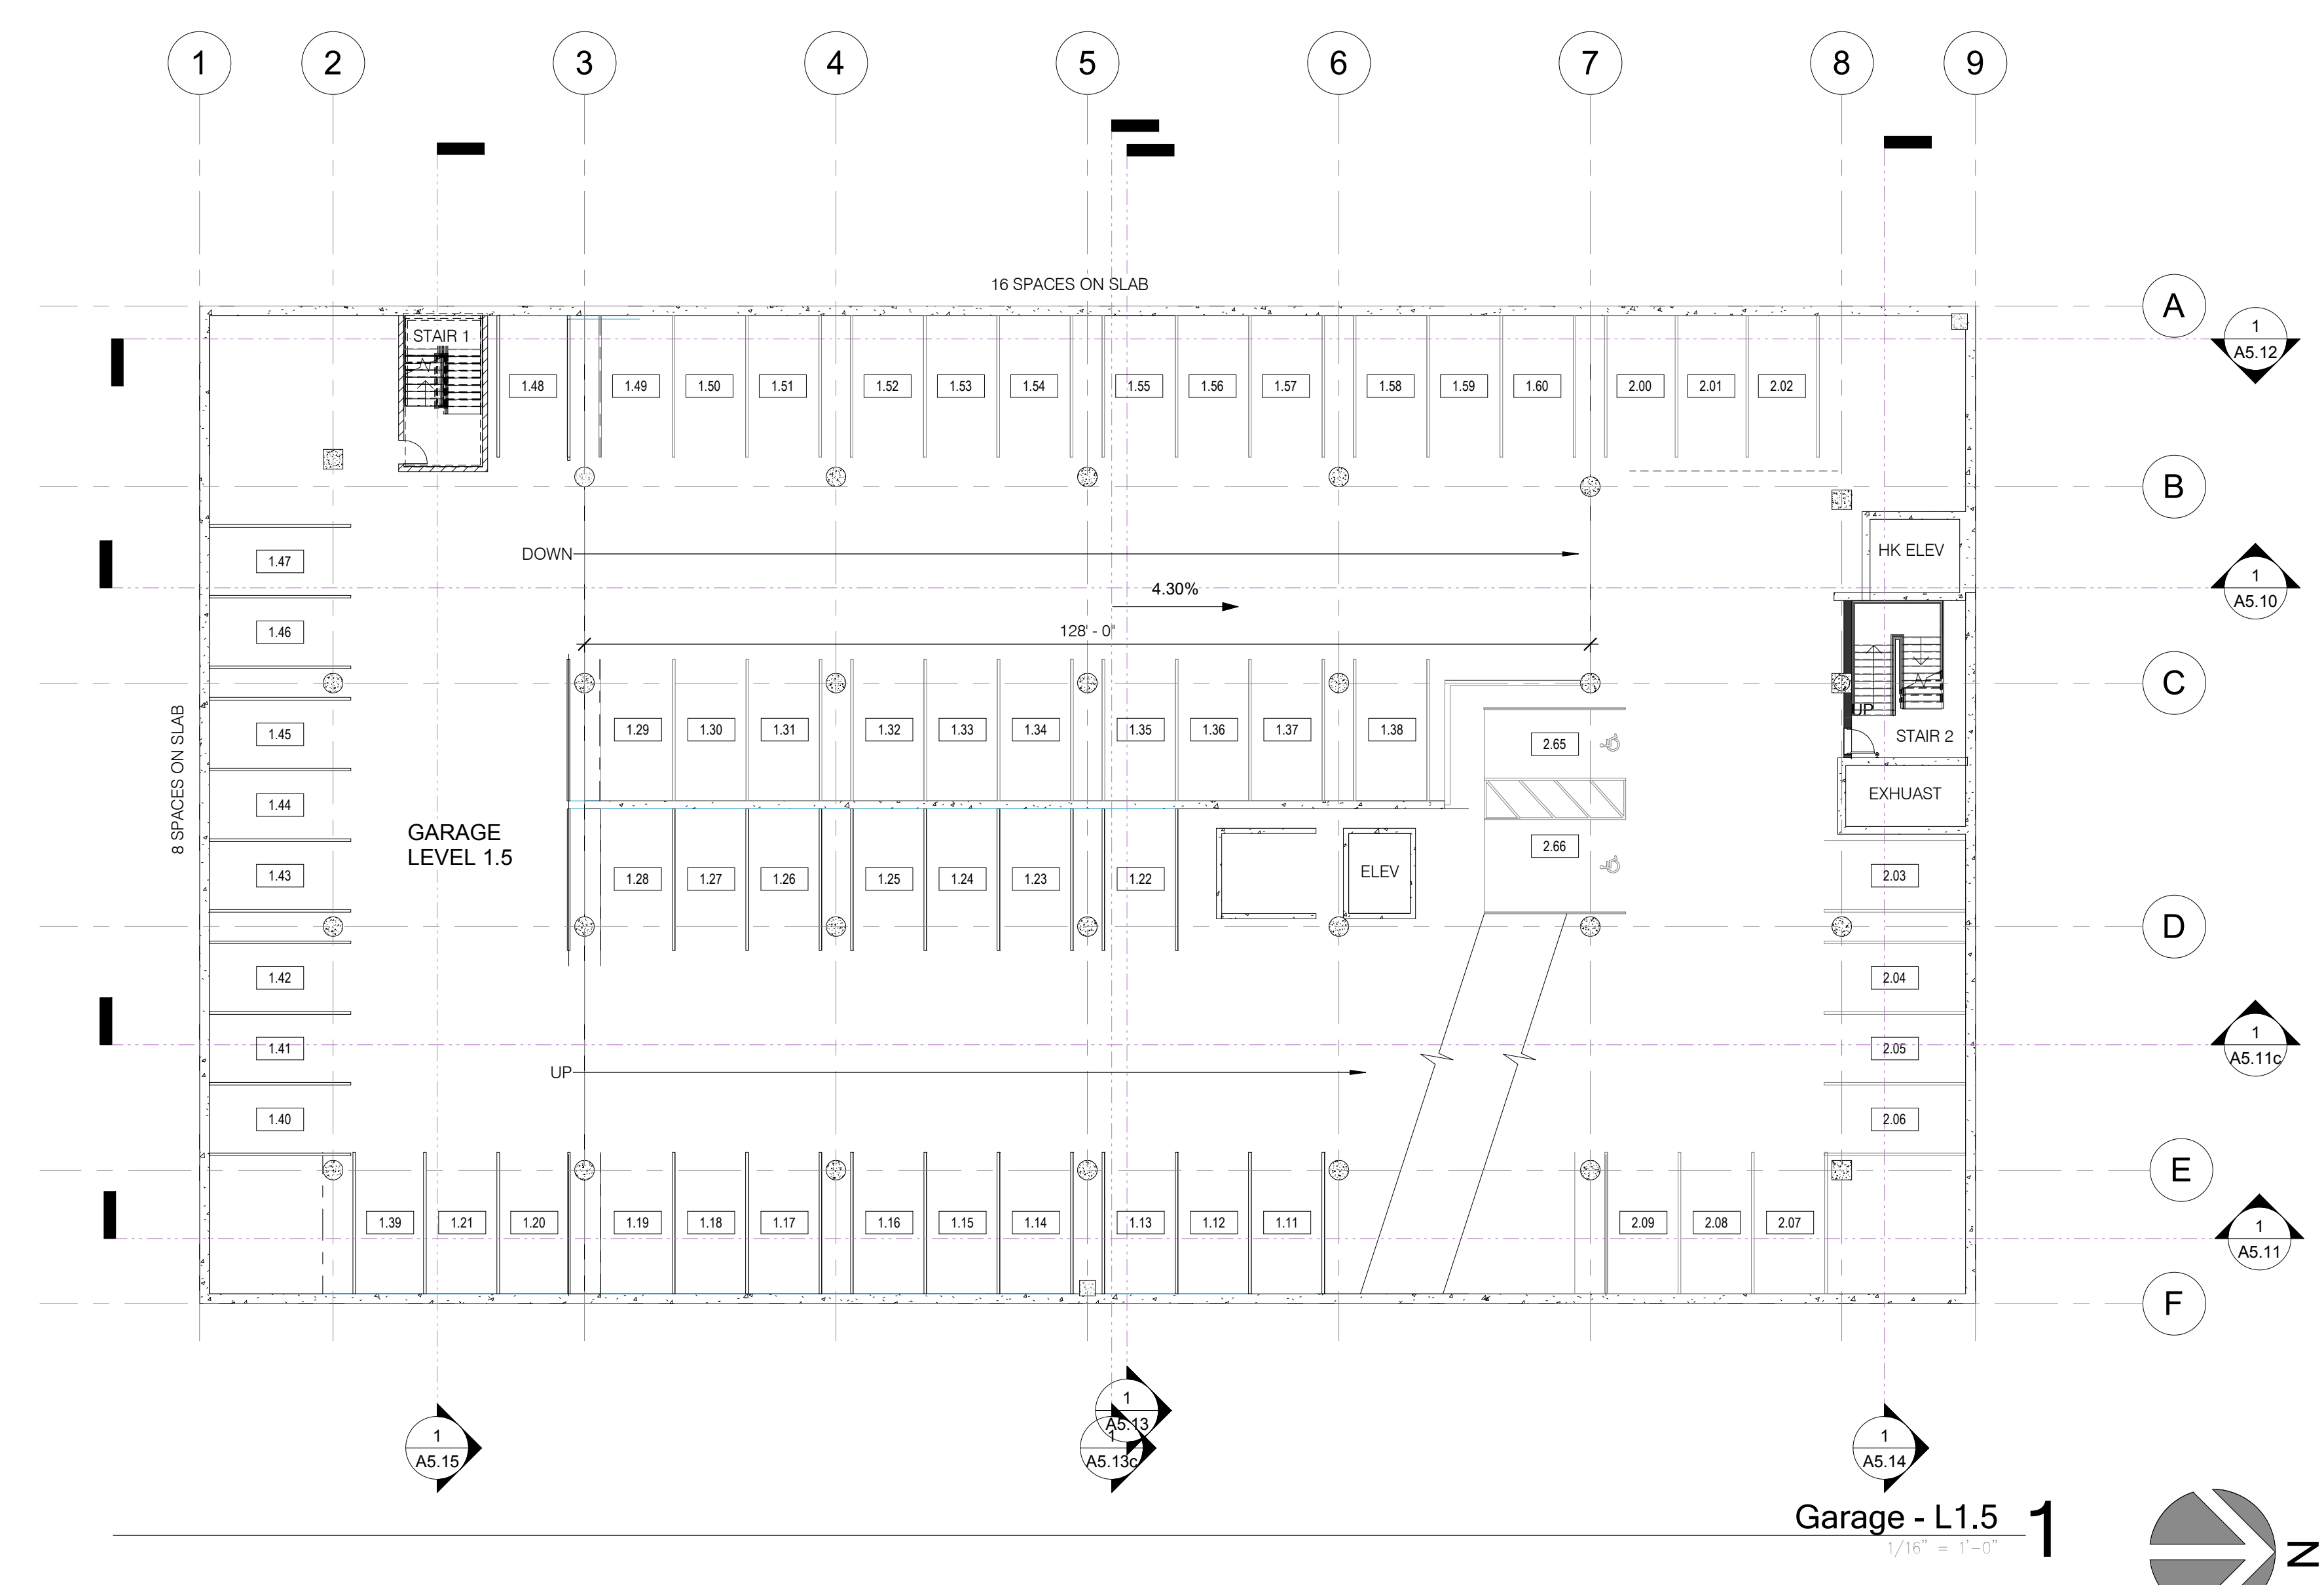 1 2 3 4 5 6 7 8 9
16 SPACES ON SLAB
A
1
A5.12
STAIR 1
1.48 1.49 1.50 1.51 1.52 1.53 1.54 1.55 1.56 1.57 1.58 1.59 1.60 2.00 2.01 2.02
B
DOWN
HK ELEV
1.47
4.30%
1
A5.10
1.46
128' - 0"
C
UP
1.45
1.29 1.30 1.31 1.32 1.33 1.34 1.35 1.36 1.37 1.38
2.65
STAIR 2
8 SPACES ON SLAB
1.44
EXHUAST
GARAGE
LEVEL 1.5
2.66
1.43
1.28 1.27 1.26 1.25 1.24 1.23 1.22
ELEV
2.03
D
1.42
2.04
1.41
2.05
1
A5.11c
UP
1.40
2.06
E
1.39 1.21 1.20 1.19 1.18 1.17 1.16 1.15 1.14 1.13 1.12 1.11 2.09 2.08 2.07
1
A5.11
F
1
A5.13
1
A5.15
1
A5.13c
1
A5.14
Garage - L1.5 1
1/16" = 1'-0"
N